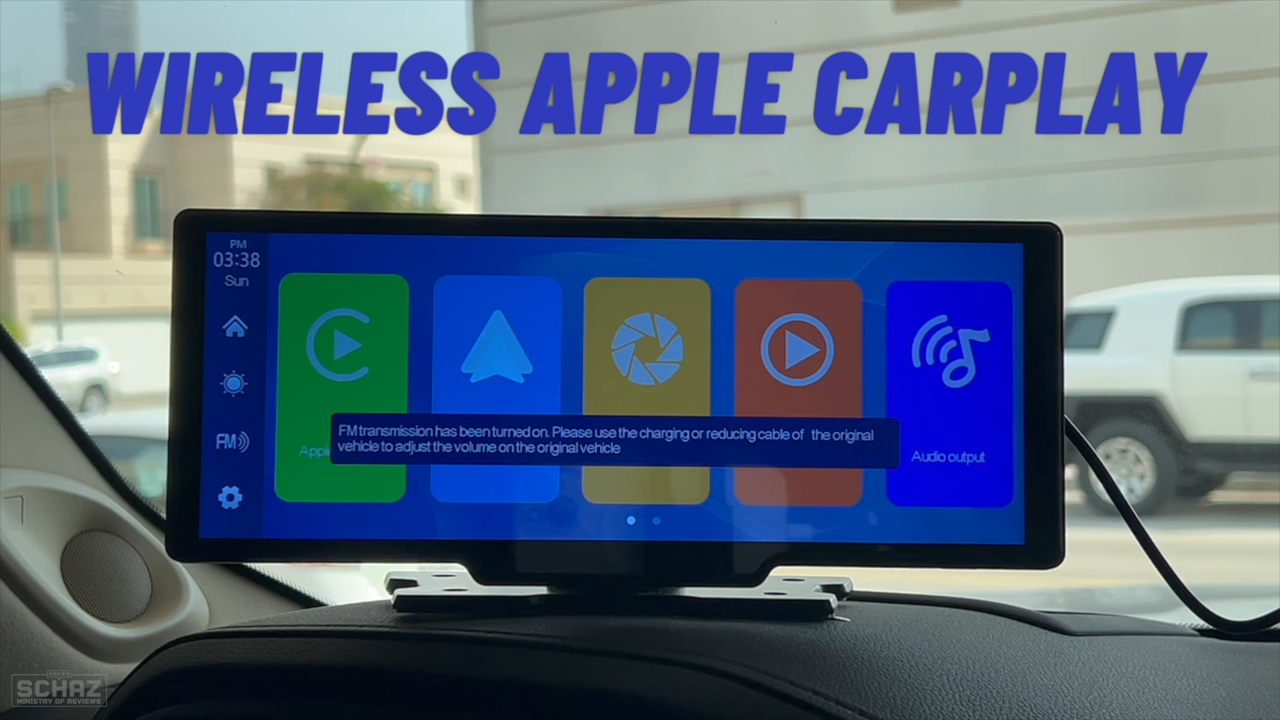 WIRELESS APPLE CARPLAY
PM
03:38
Sun
FM
Appl
FM transmission has been turned on. Please use the charging or reducing cable of the original
vehicle to adjust the volume on the original vehicle
Audio output
SCHAZ
MINISTRY OF REVIEWS